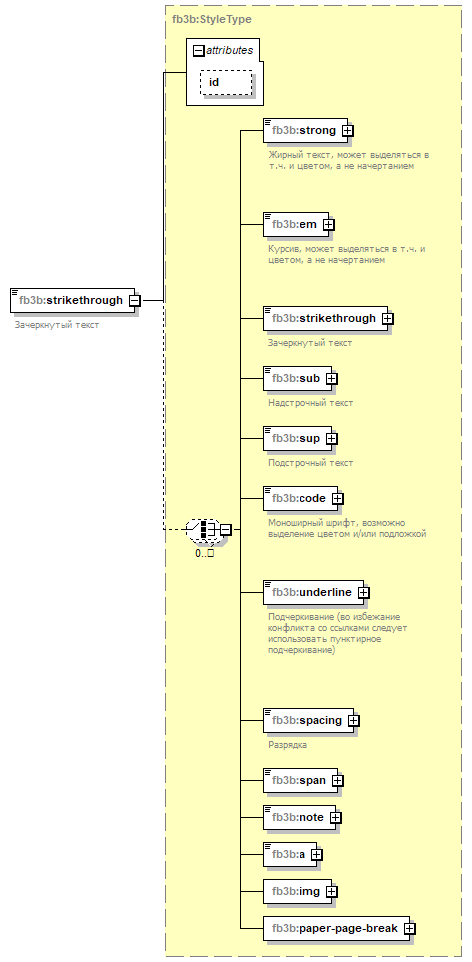 fb3b:StyleType
attributes
id
fb3b:strong
Жирный текст, может выделяться в
т.ч. и цветом, а не начертанием
fb3b:em
Курсив, может выделяться в т.ч. и
цветом, а не начертанием
fb3b:strikethrough
Зачеркнутый текст
fb3b:strikethrough
Зачеркнутый текст
fb3b:sub
Надстрочный текст
fb3b:sup
Подстрочный текст
fb3b:code
Моноширный шрифт, возможно
выделение цветом и/или подложкой
0..
fb3b:underline
Подчеркивание (во избежание
конфликта со ссылками следует
использовать пунктирное
подчеркивание)
fb3b:spacing
Разрядка
fb3b:span
fb3b:note
fb3b:a
fb3b:img
fb3b:paper-page-break